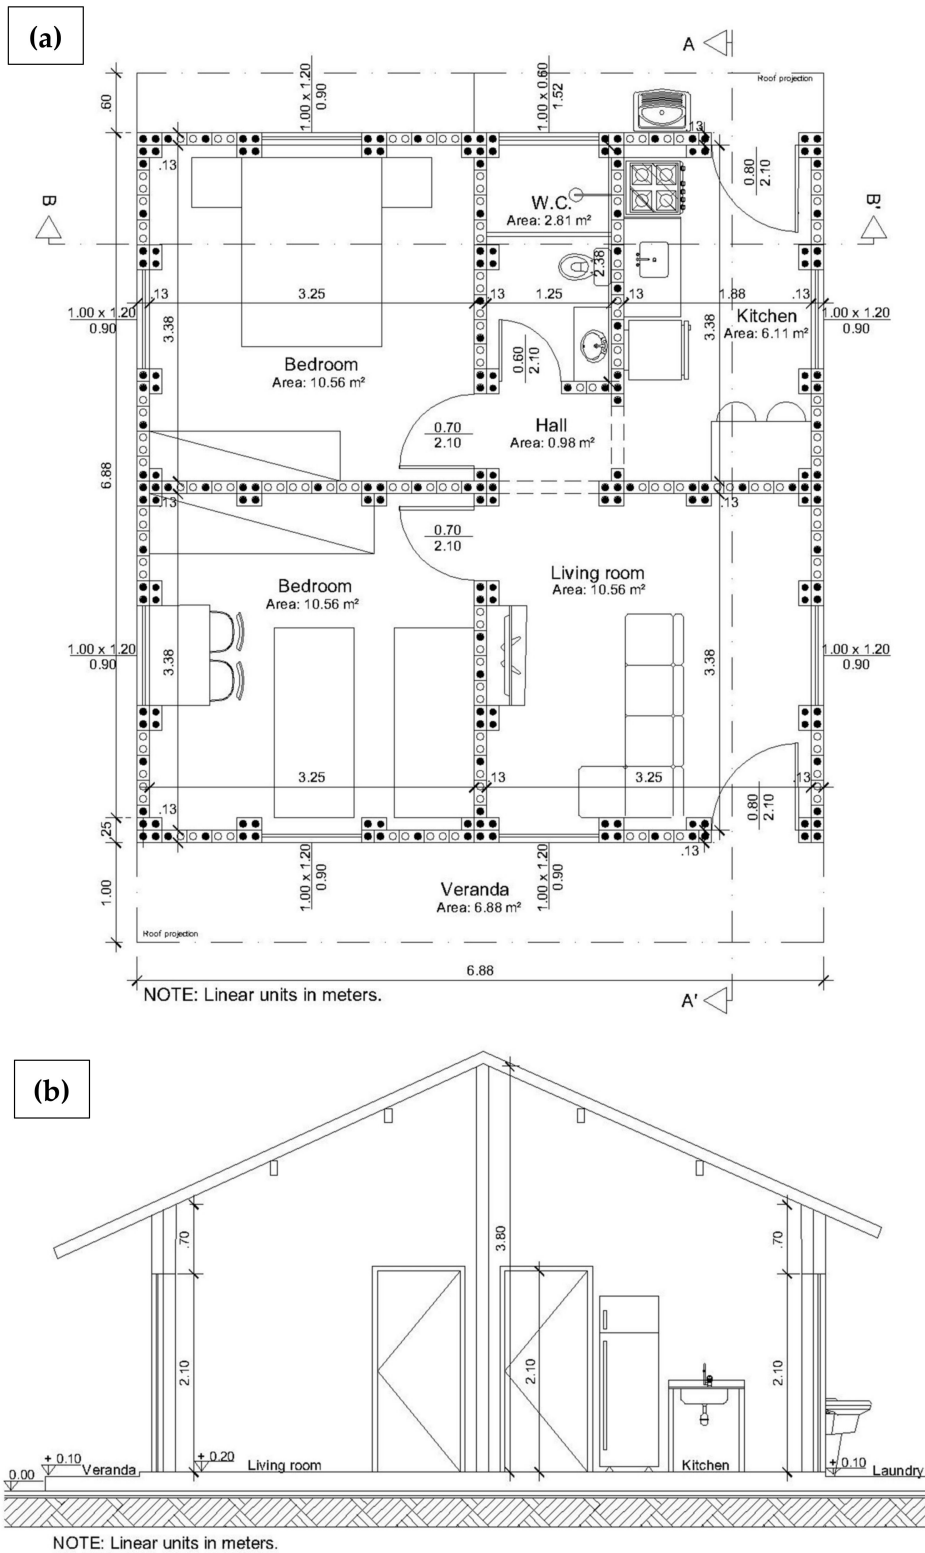 (a)
A
Roof projection
.60
1.00 x 1.20
0.90
1.00 x 0.60
1.52
.13
.13
0.80
2.10
B
B'
W.C.
Area: 2.81 m²
2.38
.13
3.25
.13
1.25
.13
1.88
.13
1.00 x 1.20
0.90
3.38
3.38
Kitchen
Area: 6.11 m²
1.00 x 1.20
0.90
Bedroom
Area: 10.56 m²
0.60
2.10
Hall
Area: 0.98 m²
0.70
2.10
6.88
.13
.13
0.70
2.10
Bedroom
Area: 10.56 m²
Living room
Area: 10.56 m²
1.00 x 1.20
0.90
3.38
3.38
1.00 x 1.20
0.90
3.25
.13
3.25
.13
.13
0.80
2.10
.25
.13
1.00
1.00 x 1.20
0.90
Veranda
Area: 6.88 m²
1.00 x 1.20
0.90
Roof projection
6.88
NOTE: Linear units in meters.
A'
(b)
.70
3.80
.70
2.10
2.10
2.10
0.00
+ 0.10
Veranda
+ 0.20
Living room
Kitchen
+ 0.10
Laundry
NOTE: Linear units in meters.